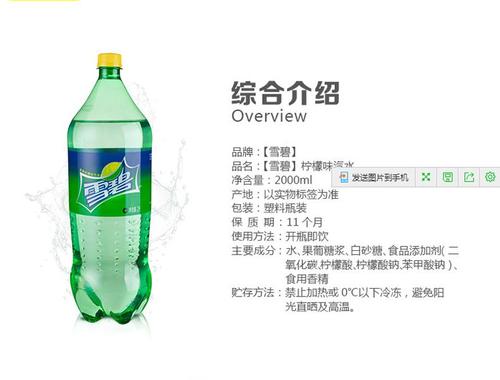 综合介绍
Overview
雪碧
品牌：【雪碧】
品名：【雪碧】柠檬味汽水
净含量：2000ml
发送图片到手机
产地：以实物标签为准
包装：塑料瓶装
保 质 期：11个月
使用方法：开瓶即饮
主要成分：水、果葡糖浆、白砂糖、食品添加剂(二
氧化碳,柠檬酸,柠檬酸钠,苯甲酸钠)、
食用香精
贮存方法：禁止加热或0℃以下冷冻，避免阳
光直晒及高温。